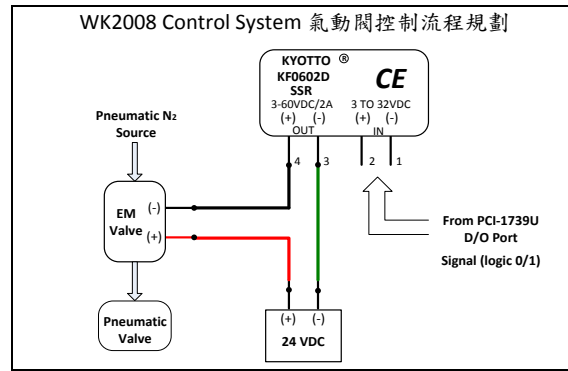 WK2008 Control System 氣動閥控制流程規劃
KYOTTO ®
KF0602D
SSR
CE
3-60VDC/2A 3 TO 32VDC
(+) (-) (+) (-)
OUT IN
4 3 2 1
Pneumatic N2
Source
EM
Valve
(-)
(+)
Pneumatic
Valve
From PCI-1739U
D/O Port
Signal (logic 0/1)
(+) (-)
24 VDC